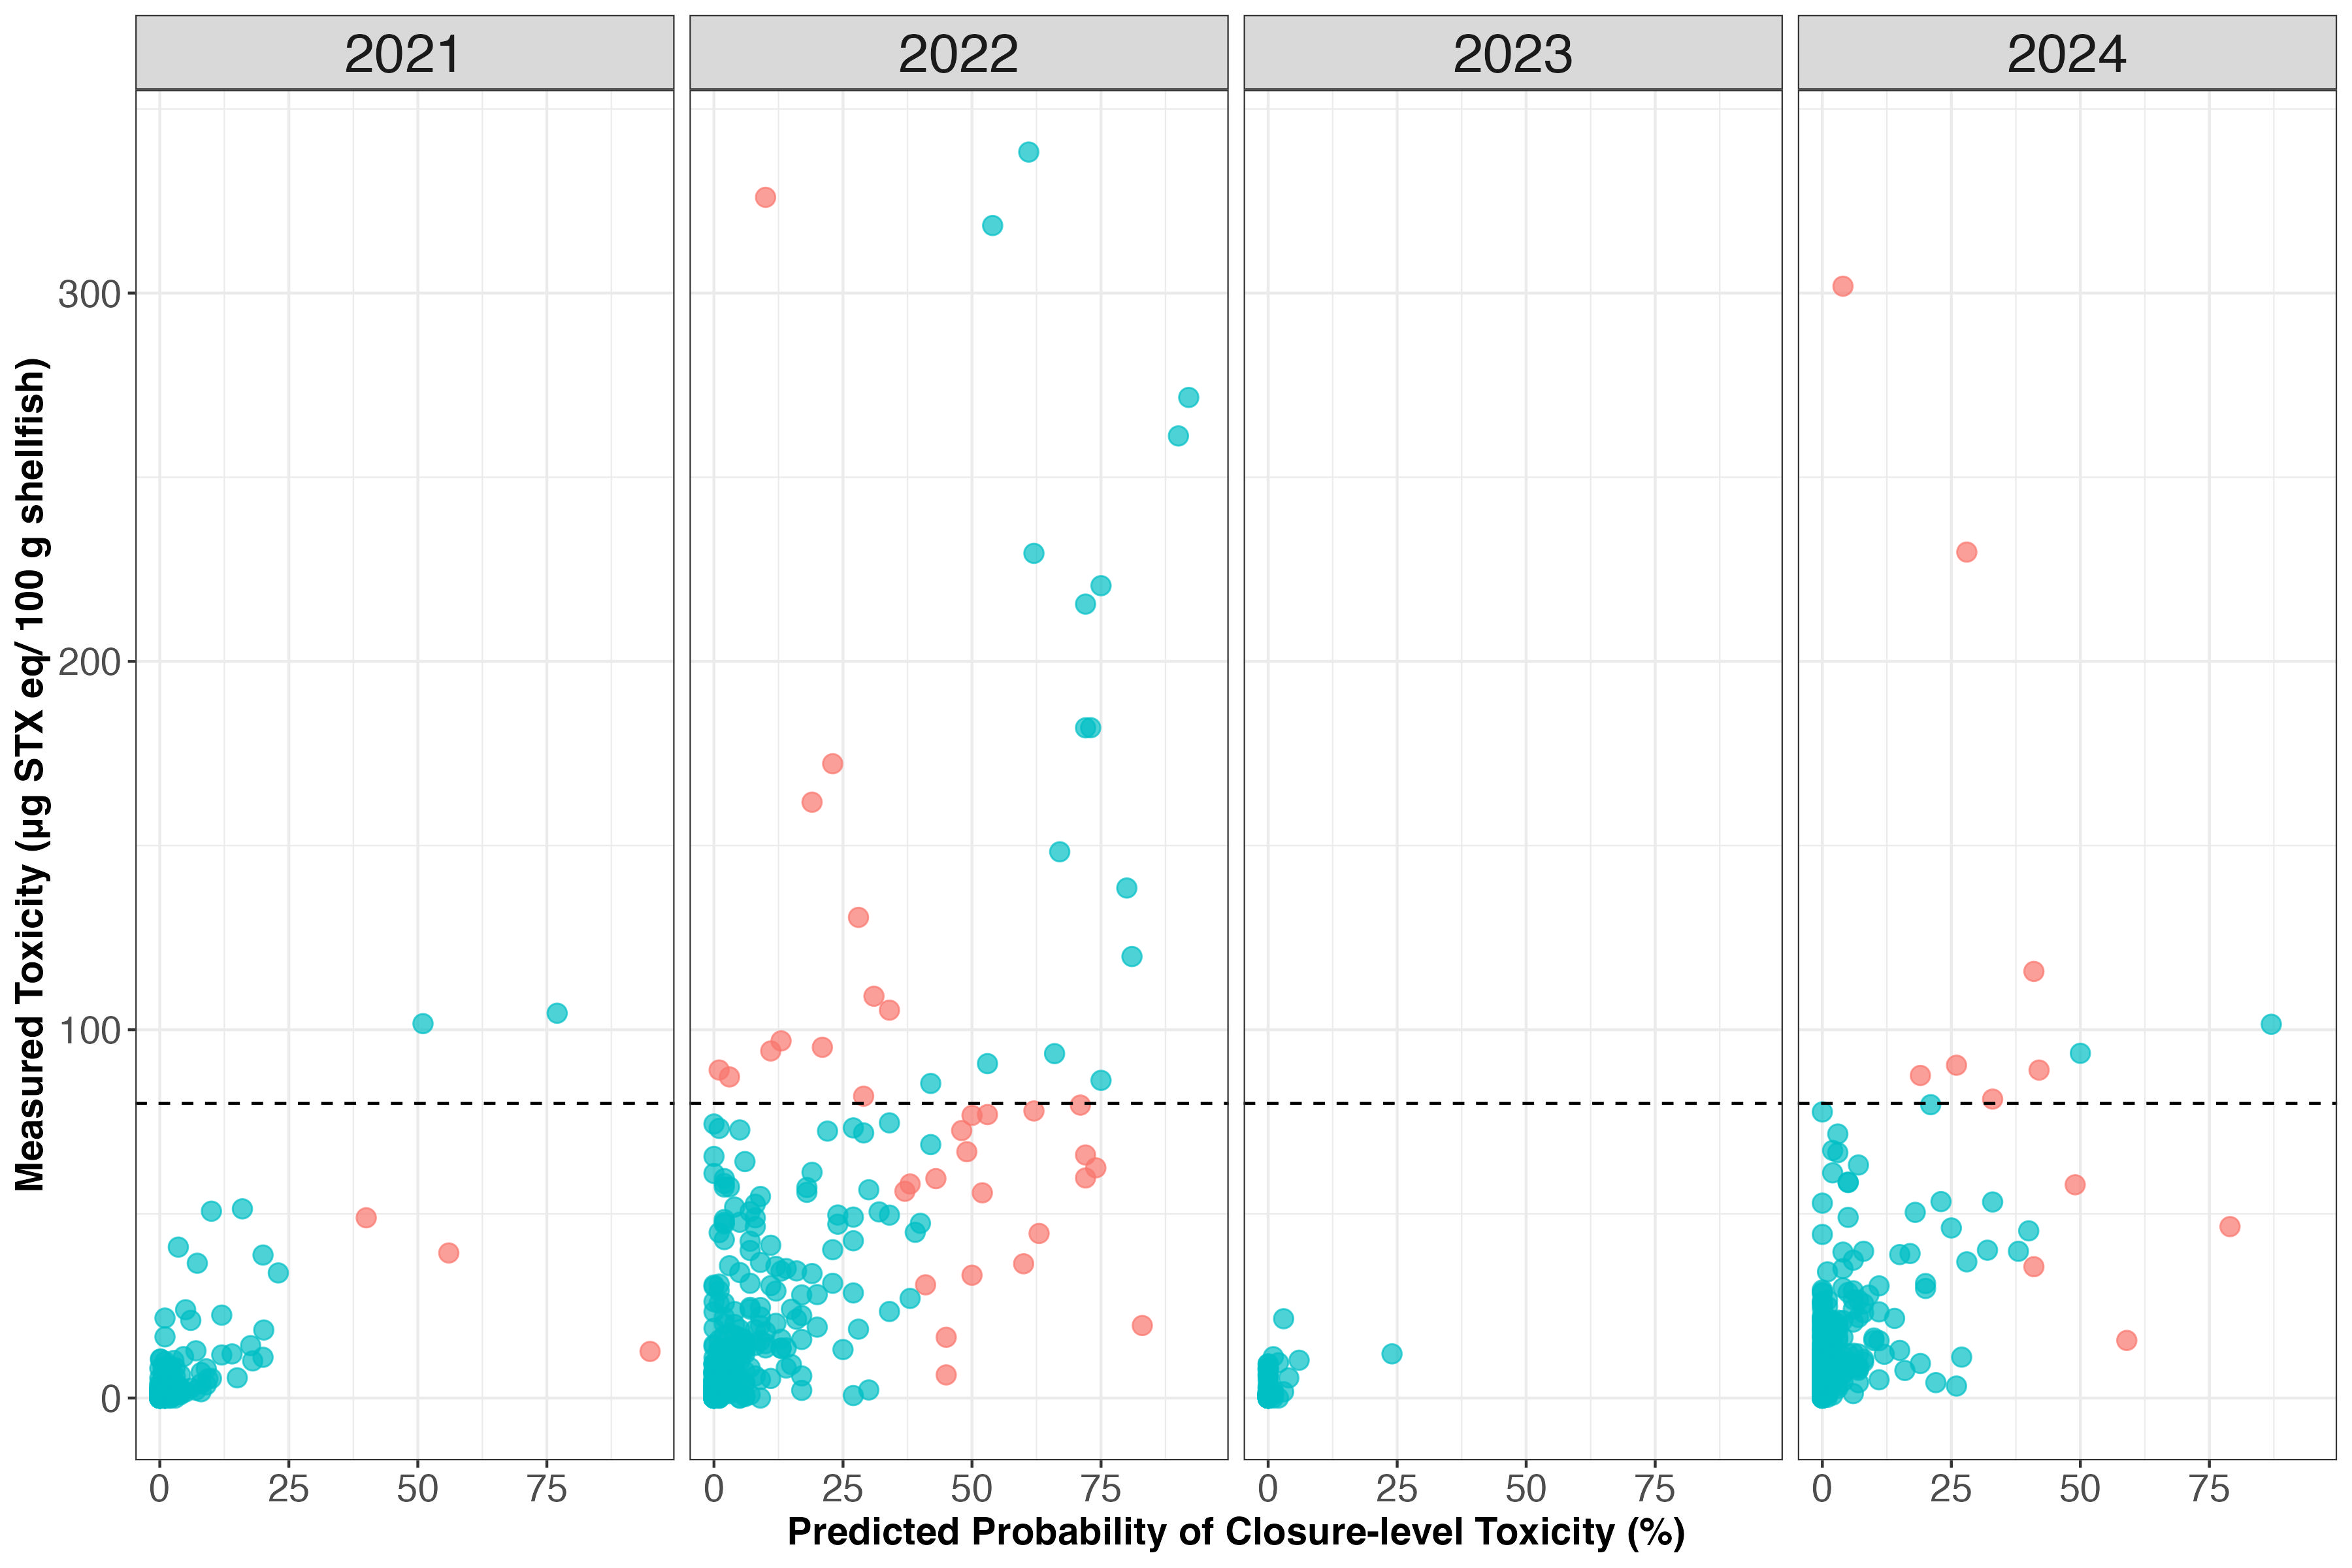 2021 2022 2023 2024
Measured Toxicity (µg STX eq/ 100 g shellfish)
300
200
100
0
0 25 50 75 0 25 50 75 0 25 50 75 0 25 50 75
Predicted Probability of Closure-level Toxicity (%)